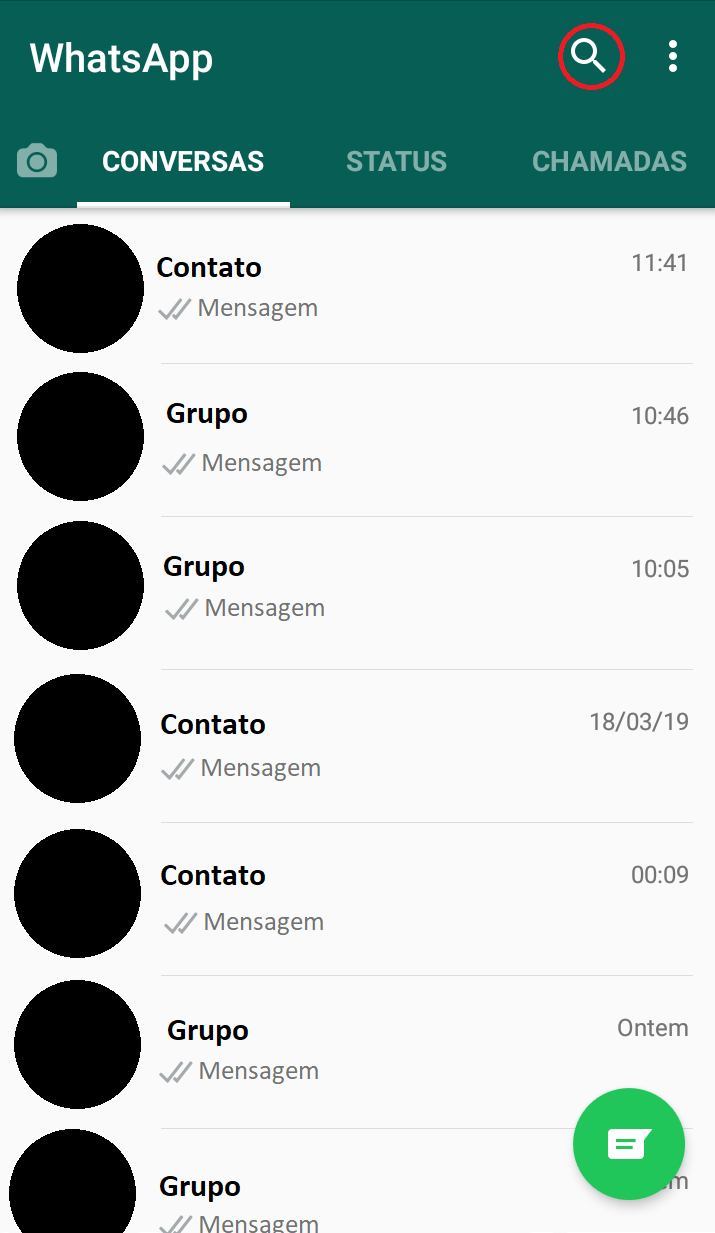 WhatsApp
CONVERSAS STATUS CHAMADAS
Contato 11:41
Mensagem
Grupo 10:46
Mensagem
Grupo 10:05
Mensagem
Contato 18/03/19
Mensagem
Contato 00:09
Mensagem
Grupo Ontem
Mensagem
Grupo
Mensagem